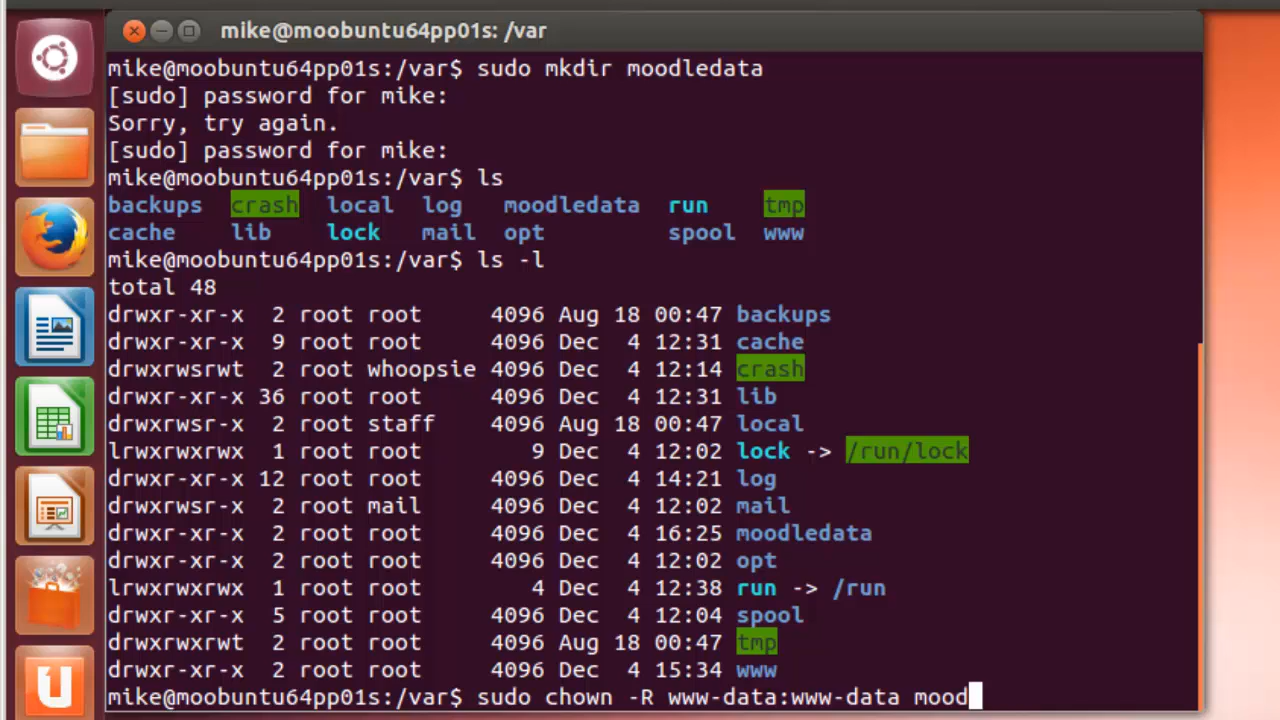 mike@moobuntu64pp01s: /var
mike@moobuntu64pp01s:/var$ sudo mkdir moodledata
[sudo] password for mike:
Sorry, try again.
[sudo] password for mike:
mike@moobuntu64pp01s:/var$ ls
backups crash local log moodledata run tmp
cache lib lock mail opt spool www
mike@moobuntu64pp01s:/var$ ls -l
total 48
drwxr-xr-x 2 root root 4096 Aug 18 00:47 backups
drwxr-xr-x 9 root root 4096 Dec 4 12:31 cache
drwxrwsrwt 2 root whoopsie 4096 Dec 4 12:14 crash
drwxr-xr-x 36 root root 4096 Dec 4 12:31 lib
drwxrwsr-x 2 root staff 4096 Aug 18 00:47 local
lrwxrwxrwx 1 root root 9 Dec 4 12:02 lock -> /run/lock
drwxr-xr-x 12 root root 4096 Dec 4 14:21 log
drwxrwsr-x 2 root mail 4096 Dec 4 12:02 mail
drwxr-xr-x 2 root root 4096 Dec 4 16:25 moodledata
drwxr-xr-x 2 root root 4096 Dec 4 12:02 opt
lrwxrwxrwx 1 root root 4 Dec 4 12:38 run -> /run
drwxr-xr-x 5 root root 4096 Dec 4 12:04 spool
drwxrwxrwt 2 root root 4096 Aug 18 00:47 tmp
drwxr-xr-x 2 root root 4096 Dec 4 15:34 www
mike@moobuntu64pp01s:/var$ sudo chown -R www-data:www-data mood